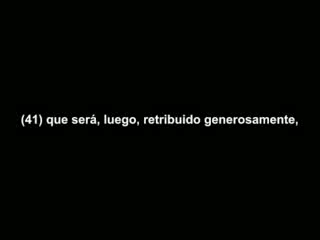 (41) que será, luego, retribuido generosamente,